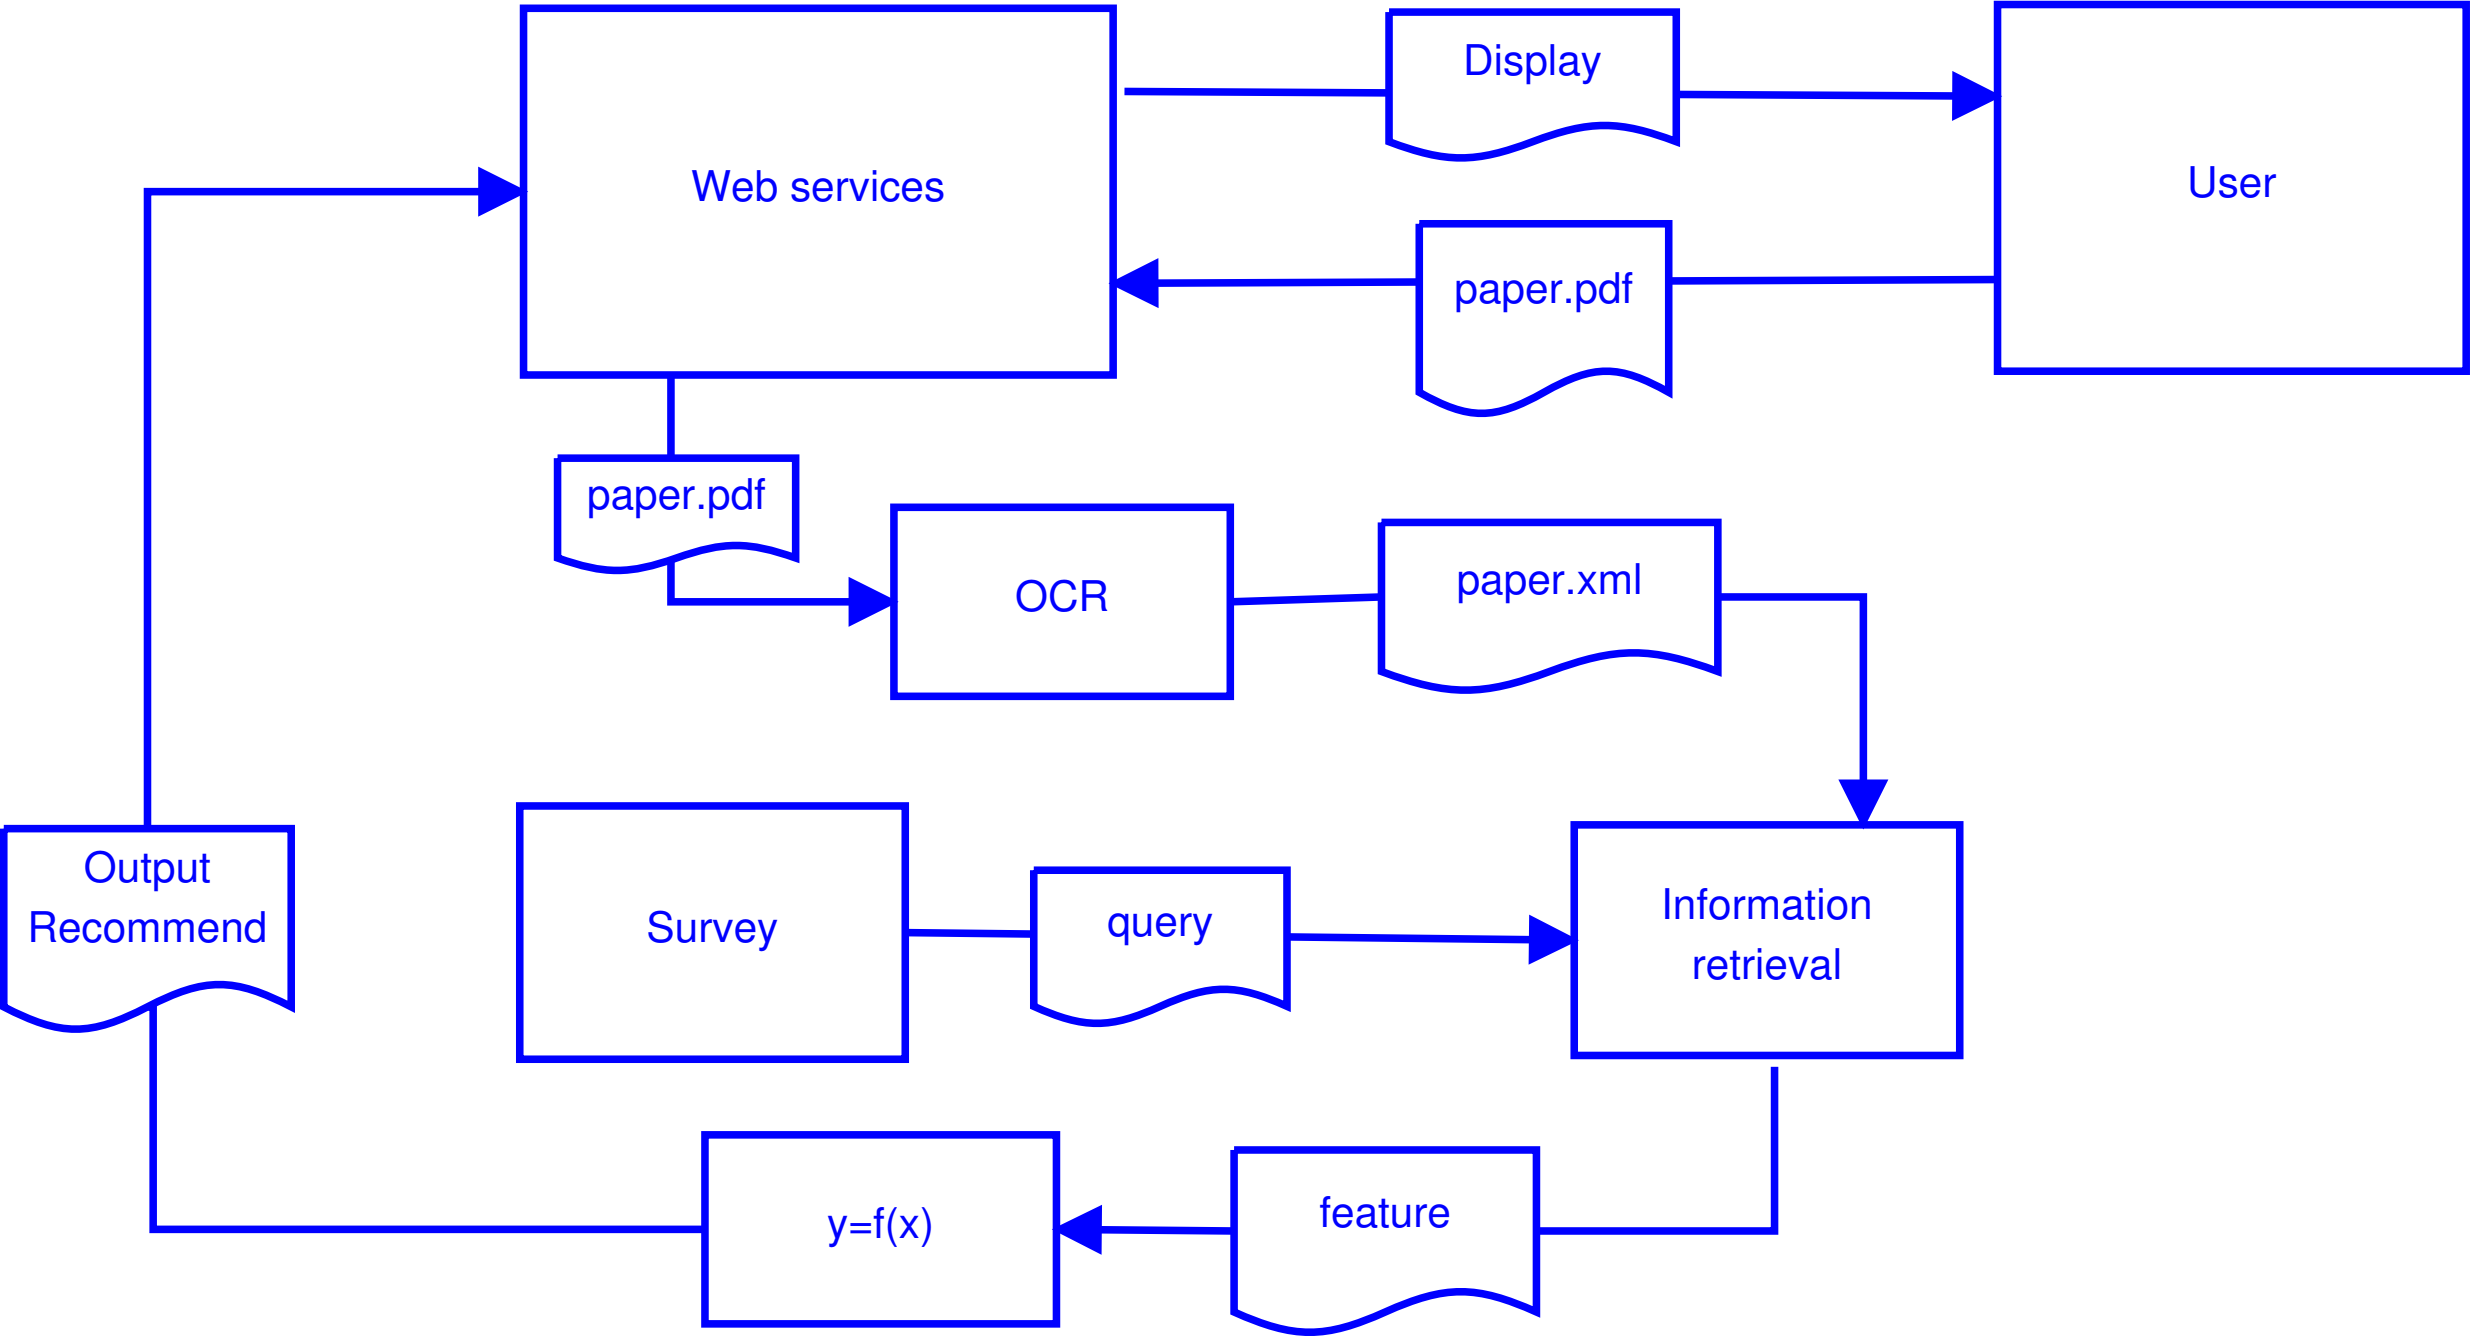 Display
Web services
User
paper.pdf
paper.pdf
OCR
paper.xml
Output
Recommend
Survey
query
Information
retrieval
y=f(x)
feature